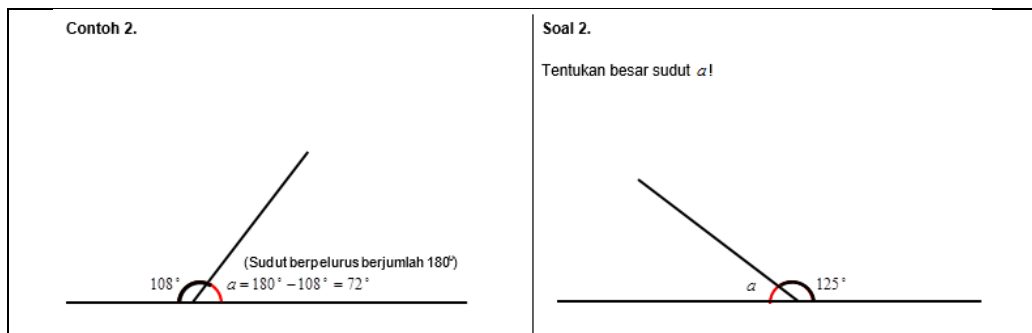 Contoh 2.
(Sudut berpelurus berjumlah 180°)
108° a = 180° – 108° = 72°
Soal 2.
Tentukan besar sudut a!
a 125°